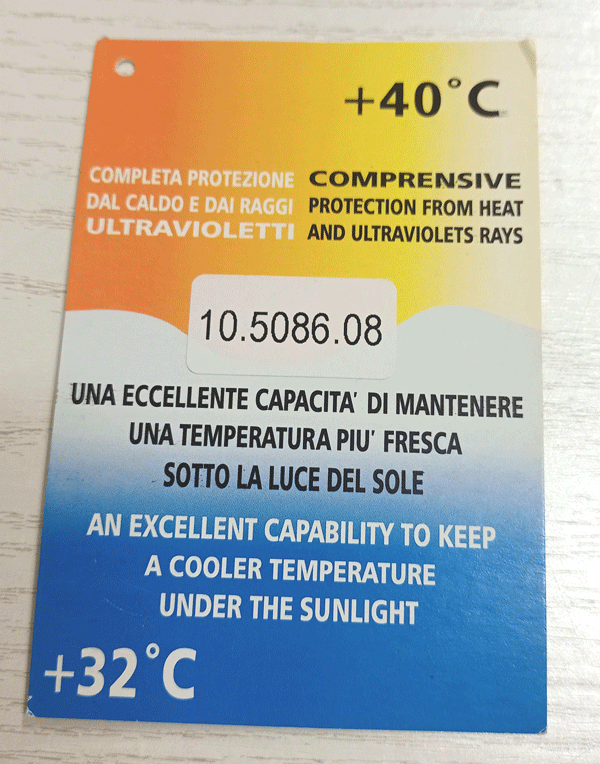 +40°C
COMPLETA PROTEZIONE
DAL CALDO E DAI RAGGI
ULTRAVIOLETTI
COMPRENSIVE
PROTECTION FROM HEAT
AND ULTRAVIOLETS RAYS
10.5086.08
UNA ECCELLENTE CAPACITA' DI MANTENERE
UNA TEMPERATURA PIU' FRESCA
SOTTO LA LUCE DEL SOLE
AN EXCELLENT CAPABILITY TO KEEP
A COOLER TEMPERATURE
UNDER THE SUNLIGHT
+32°C